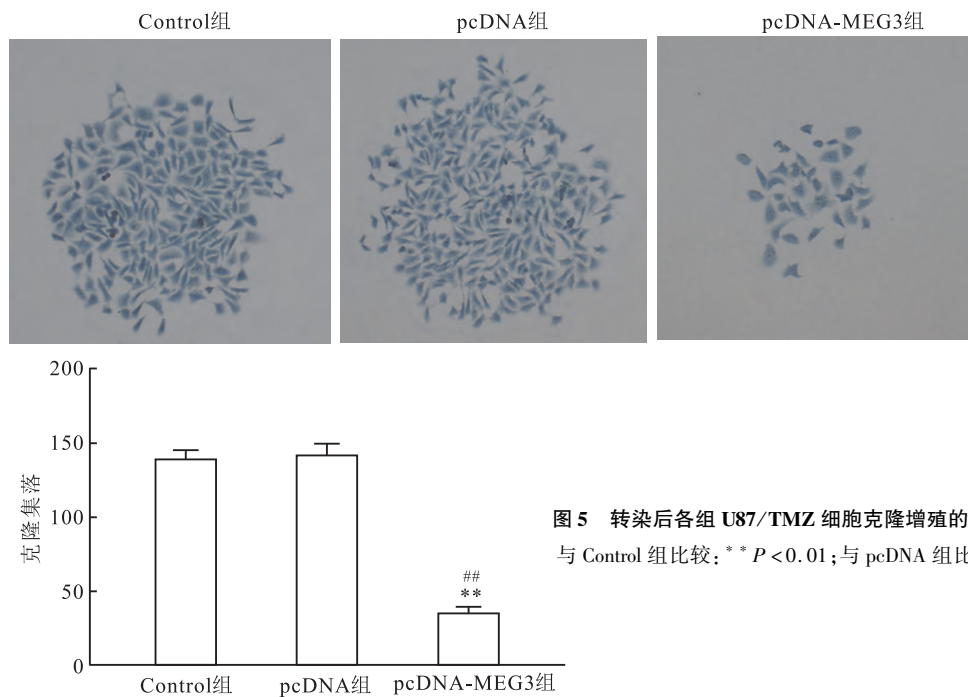 Control组 pcDNA组 pcDNA-MEG3组
200
150
100
50
0
克隆集落
##
**
Control组 pcDNA组 pcDNA-MEG3组
图 5 转染后各组 U87/TMZ 细胞克隆增殖的
与 Control 组比较：**P<0.01；与 pcDNA 组比